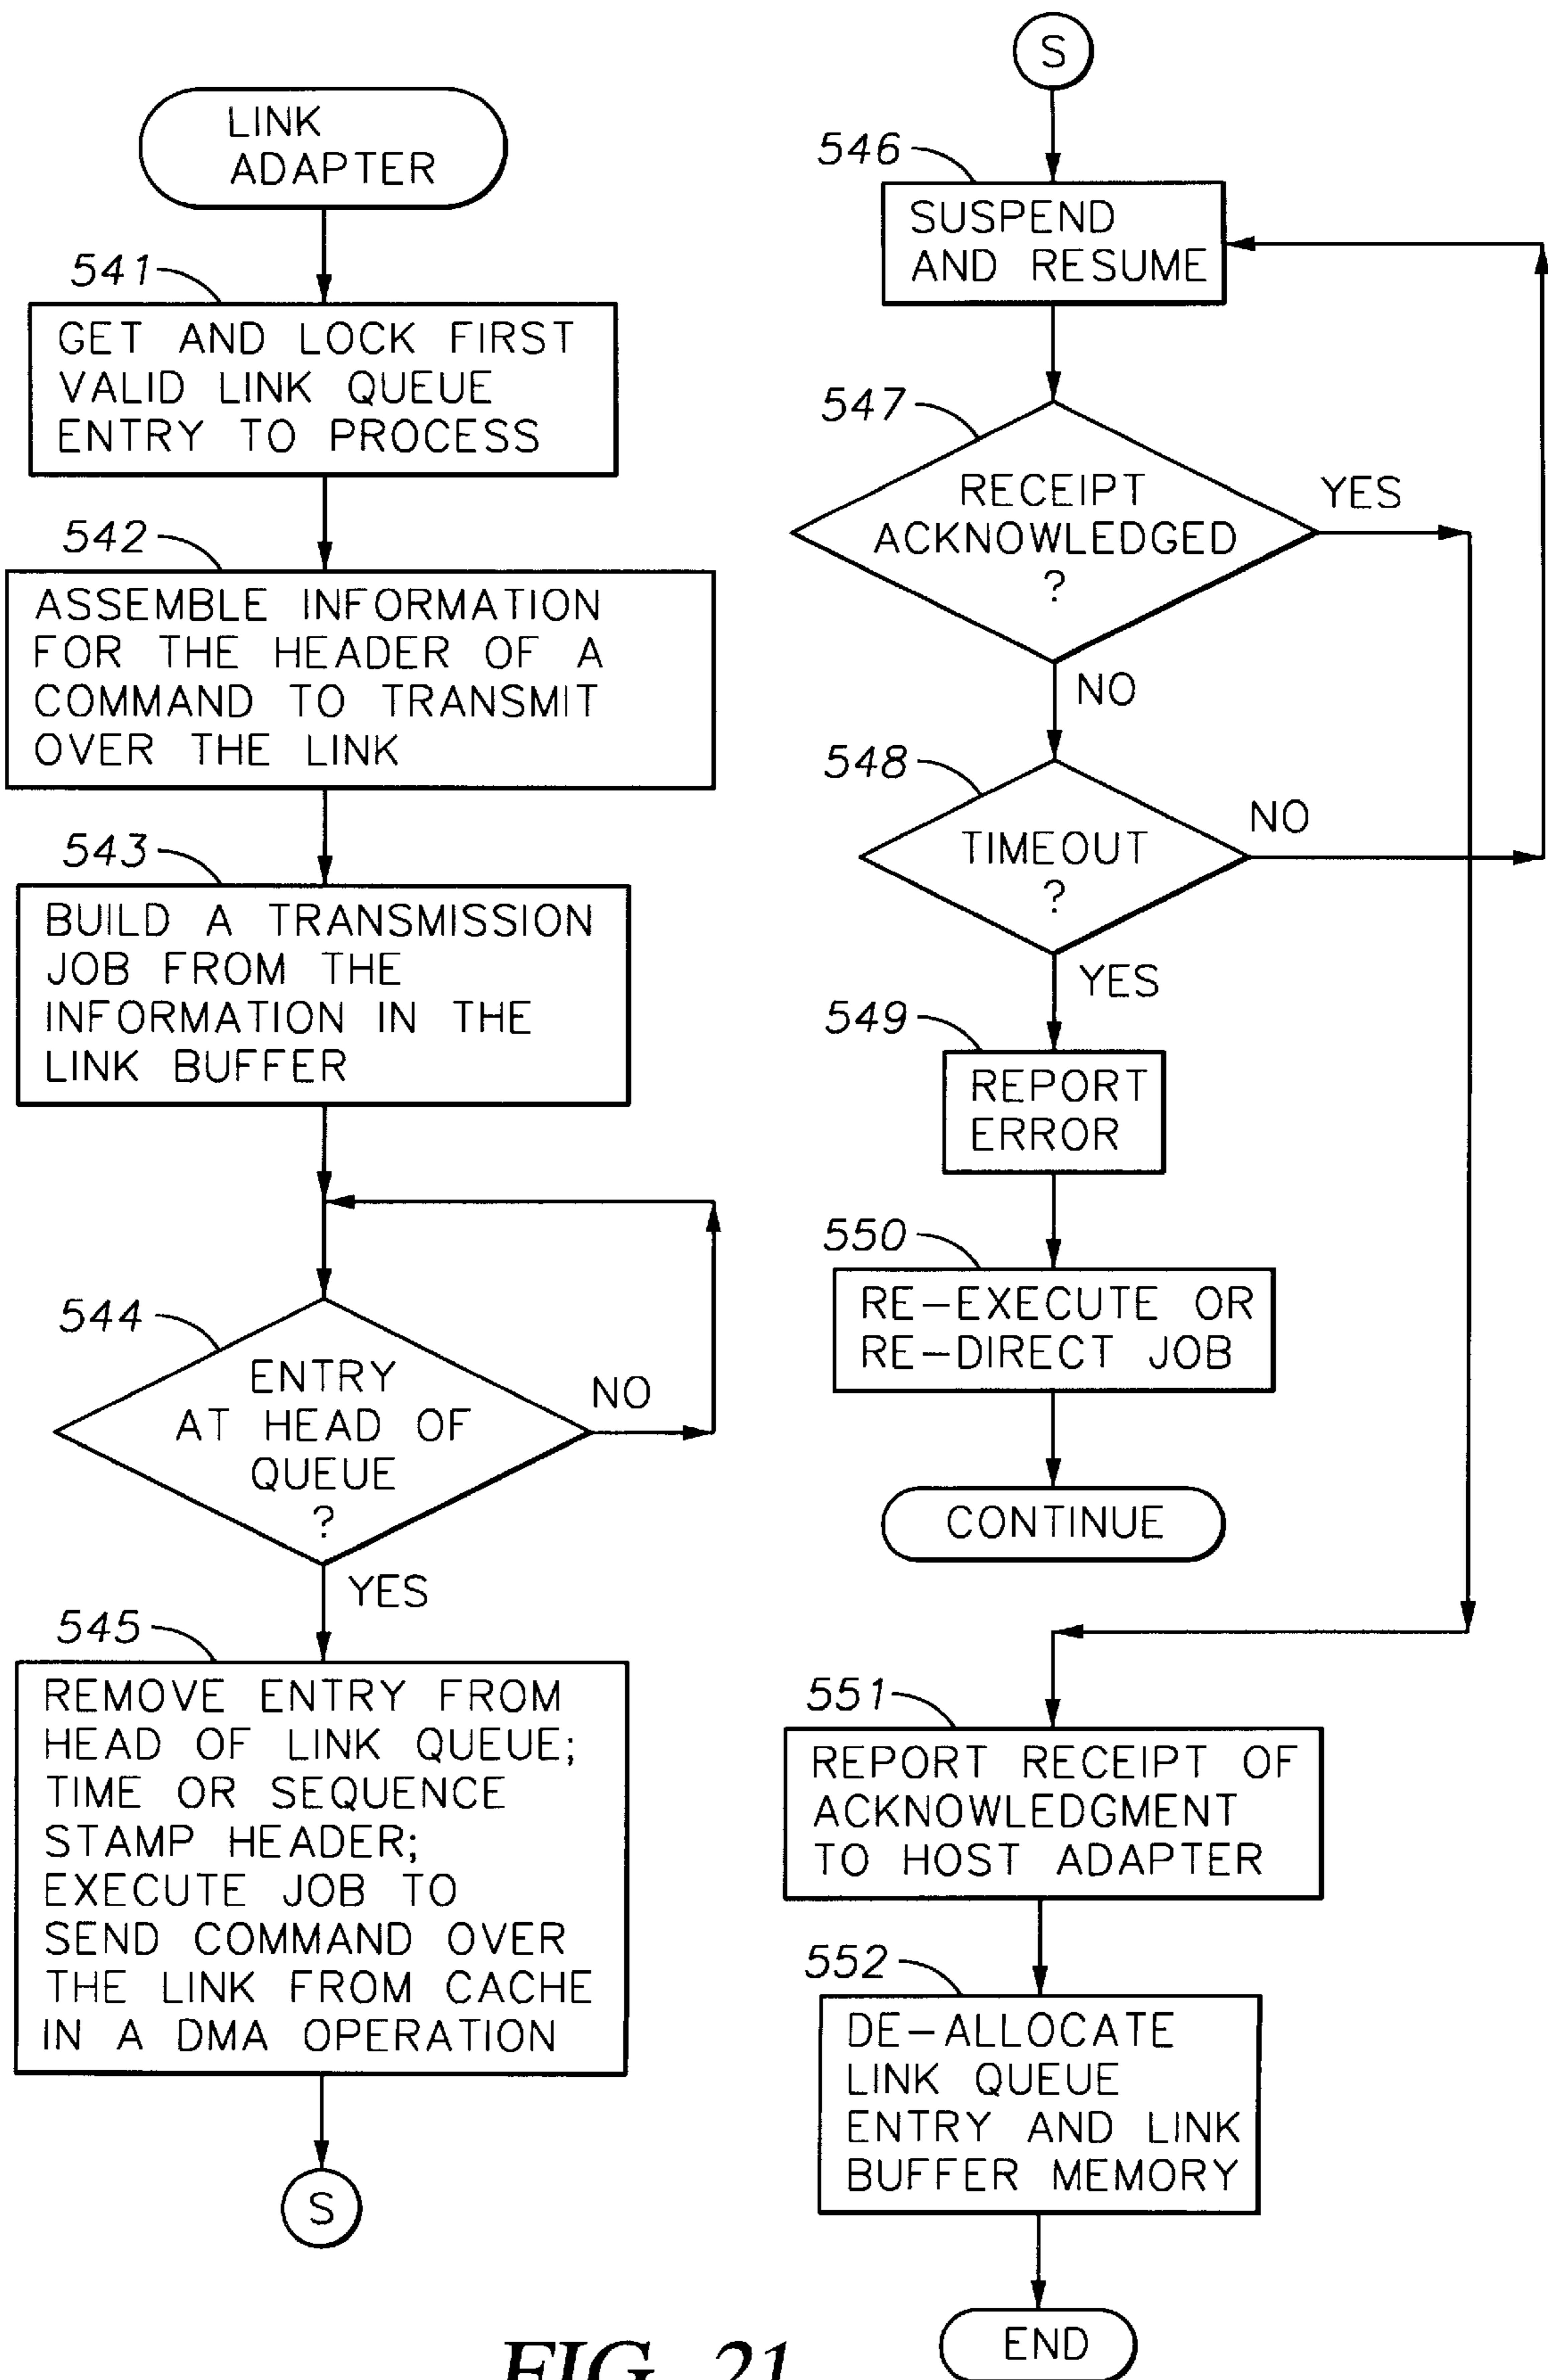 LINK
ADAPTER
541
GET AND LOCK FIRST
VALID LINK QUEUE
ENTRY TO PROCESS
542
ASSEMBLE INFORMATION
FOR THE HEADER OF A
COMMAND TO TRANSMIT
OVER THE LINK
543
BUILD A TRANSMISSION
JOB FROM THE
INFORMATION IN THE
LINK BUFFER
544
ENTRY
AT HEAD OF
QUEUE
?
NO
YES
545
REMOVE ENTRY FROM
HEAD OF LINK QUEUE;
TIME OR SEQUENCE
STAMP HEADER;
EXECUTE JOB TO
SEND COMMAND OVER
THE LINK FROM CACHE
IN A DMA OPERATION
S
S
546
SUSPEND
AND RESUME
547
RECEIPT
ACKNOWLEDGED
?
YES
NO
548
TIMEOUT
?
NO
YES
549
REPORT
ERROR
550
RE-EXECUTE OR
RE-DIRECT JOB
CONTINUE
551
REPORT RECEIPT OF
ACKNOWLEDGMENT
TO HOST ADAPTER
552
DE-ALLOCATE
LINK QUEUE
ENTRY AND LINK
BUFFER MEMORY
END
FIG. 21